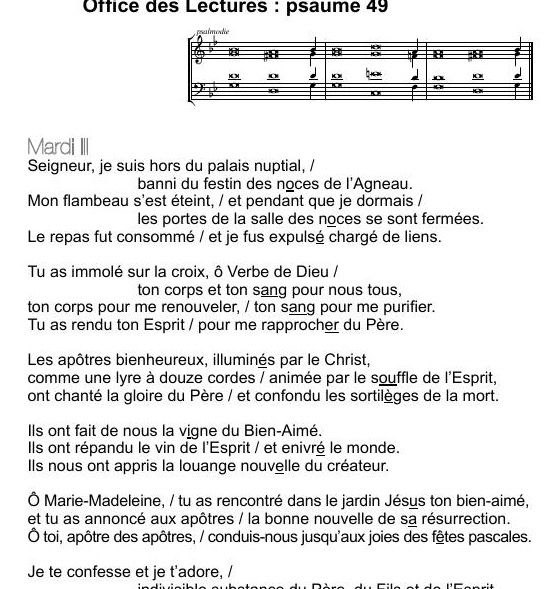 Office des Lectures : psaume 49
psalmodie
Mardi III
Seigneur, je suis hors du palais nuptial, /
banni du festin des noces de l'Agneau.
Mon flambeau s'est éteint, / et pendant que je dormais /
les portes de la salle des noces se sont fermées.
Le repas fut consommé / et je fus expulsé chargé de liens.
Tu as immolé sur la croix, ô Verbe de Dieu /
ton corps et ton sang pour nous tous,
ton corps pour me renouveler, / ton sang pour me purifier.
Tu as rendu ton Esprit / pour me rapprocher du Père.
Les apôtres bienheureux, illuminés par le Christ,
comme une lyre à douze cordes / animée par le souffle de l'Esprit,
ont chanté la gloire du Père / et confondu les sortilèges de la mort.
Ils ont fait de nous la vigne du Bien-Aimé.
Ils ont répandu le vin de l'Esprit / et enivré le monde.
Ils nous ont appris la louange nouvelle du créateur.
Ô Marie-Madeleine, / tu as rencontré dans le jardin Jésus ton bien-aimé,
et tu as annoncé aux apôtres / la bonne nouvelle de sa résurrection.
Ô toi, apôtre des apôtres, / conduis-nous jusqu'aux joies des fêtes pascales.
Je te confesse et je t'adore, /
indivisible substance du Père, du Fils et de l'Esprit